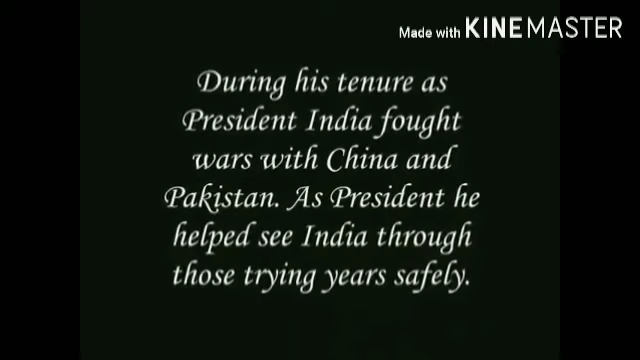 Made with KINEMASTER
During his tenure as
President India fought
wars with China and
Pakistan. As President he
helped see India through
those trying years safely.